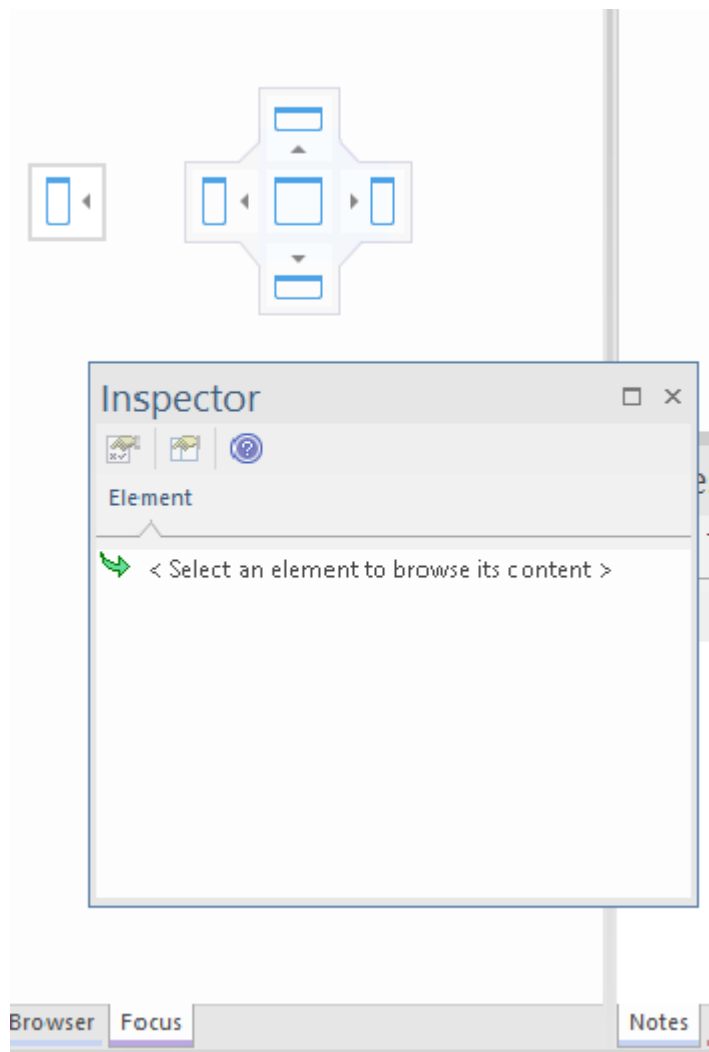 Inspector
Element
< Select an element to browse its content >
Browser Focus Notes